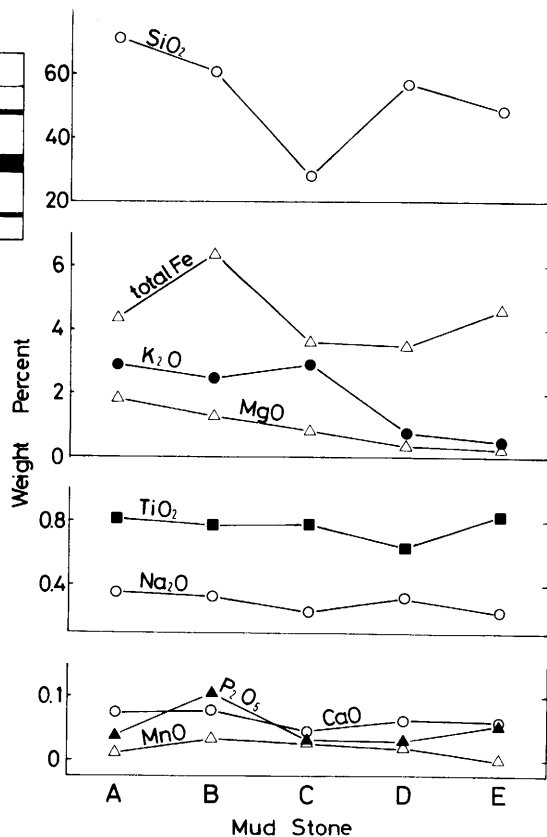 SiO₂
60
40
20
total Fe
6
4
K₂O
2
MgO
0
Weight Percent
TiO₂
0.8
Na₂O
0.4
P₂O₅
0.1
CaO
MnO
0
A B C D E
Mud Stone